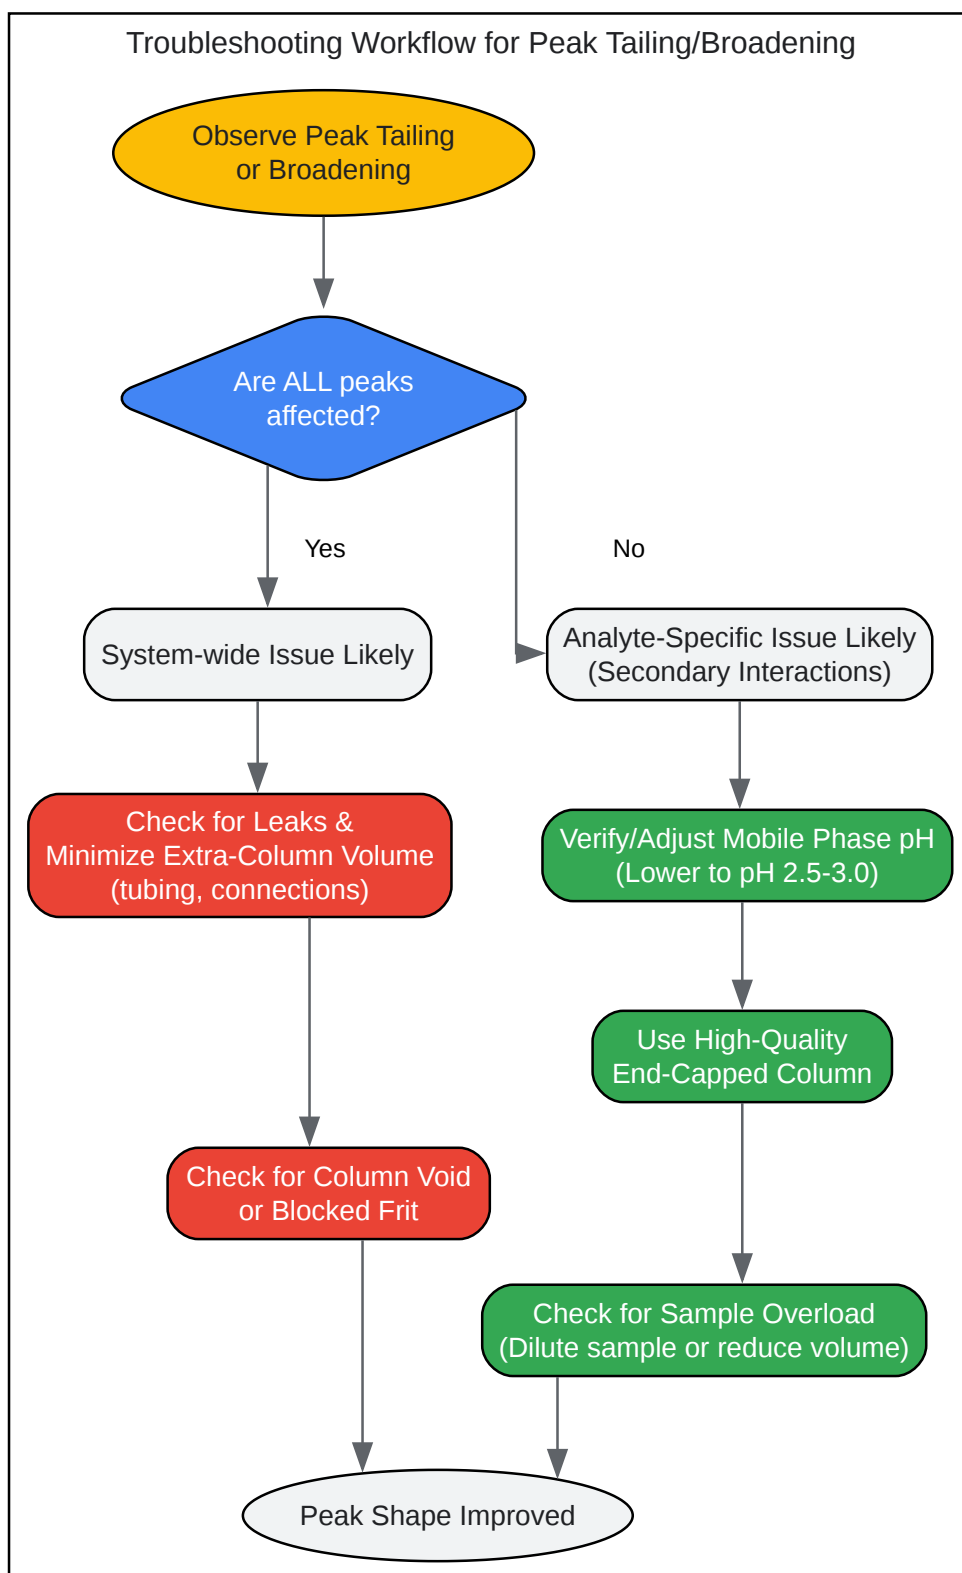 Troubleshooting Workflow for Peak Tailing/Broadening
Observe Peak Tailing
or Broadening
Are ALL peaks
affected?
Yes
No
System-wide Issue Likely
Analyte-Specific Issue Likely
(Secondary Interactions)
Check for Leaks &
Minimize Extra-Column Volume
(tubing, connections)
Verify/Adjust Mobile Phase pH
(Lower to pH 2.5-3.0)
Use High-Quality
End-Capped Column
Check for Column Void
or Blocked Frit
Check for Sample Overload
(Dilute sample or reduce volume)
Peak Shape Improved